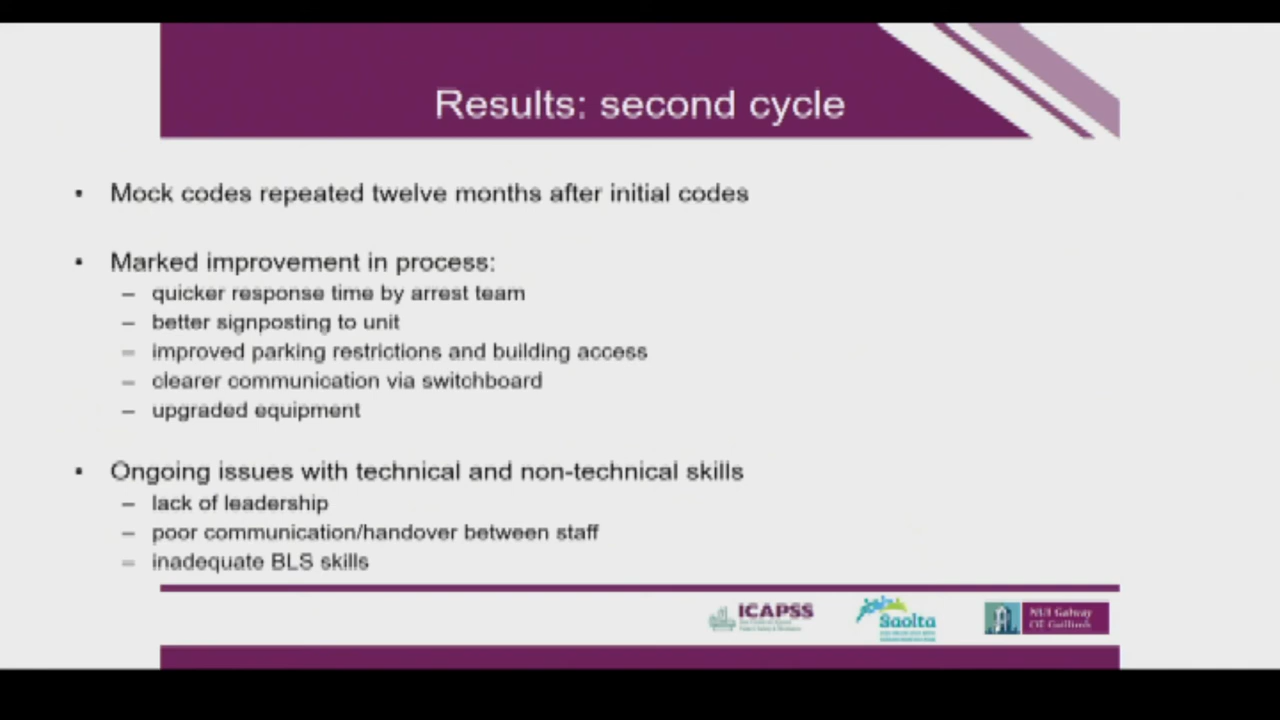 Results: second cycle
• Mock codes repeated twelve months after initial codes
• Marked improvement in process:
– quicker response time by arrest team
– better signposting to unit
– improved parking restrictions and building access
– clearer communication via switchboard
– upgraded equipment
• Ongoing issues with technical and non-technical skills
– lack of leadership
– poor communication/handover between staff
– inadequate BLS skills
ICAPSS
Saolta
NUI Galway
OÉ Gaillimh